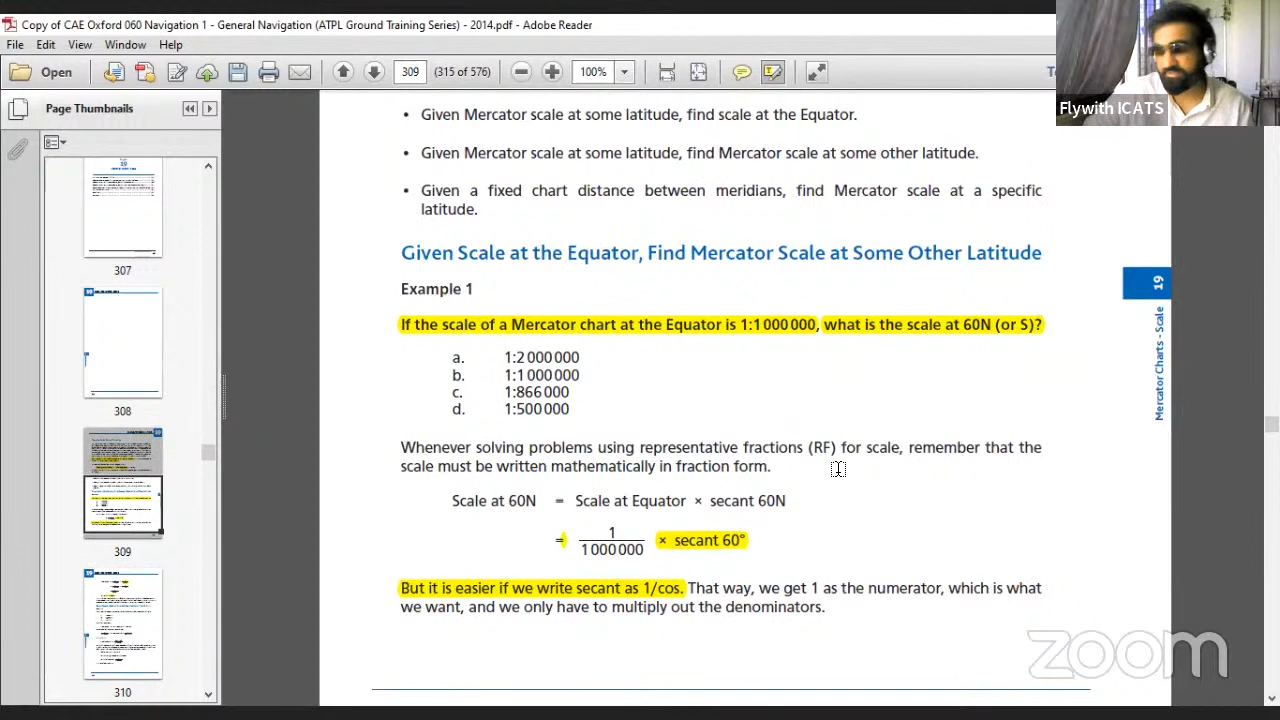 Copy of CAE Oxford 060 Navigation 1 - General Navigation (ATPL Ground Training Series) - 2014.pdf - Adobe Reader
File Edit View Window Help
Open 309 (315 of 576) 100%
Page Thumbnails
307
308
309
310
Flywith ICATS
• Given Mercator scale at some latitude, find scale at the Equator.
• Given Mercator scale at some latitude, find Mercator scale at some other latitude.
• Given a fixed chart distance between meridians, find Mercator scale at a specific
latitude.
Given Scale at the Equator, Find Mercator Scale at Some Other Latitude
Example 1
If the scale of a Mercator chart at the Equator is 1:1 000 000, what is the scale at 60N (or S)?
a. 1:2 000 000
b. 1:1 000 000
c. 1:866 000
d. 1:500 000
Whenever solving problems using representative fractions (RF) for scale, remember that the
scale must be written mathematically in fraction form.
Scale at 60N = Scale at Equator × secant 60N
= 1 / 1 000 000 × secant 60°
But it is easier if we write secant as 1/cos. That way, we get 1 as the numerator, which is what
we want, and we only have to multiply out the denominators.
19
Mercator Charts - Scale
zoom